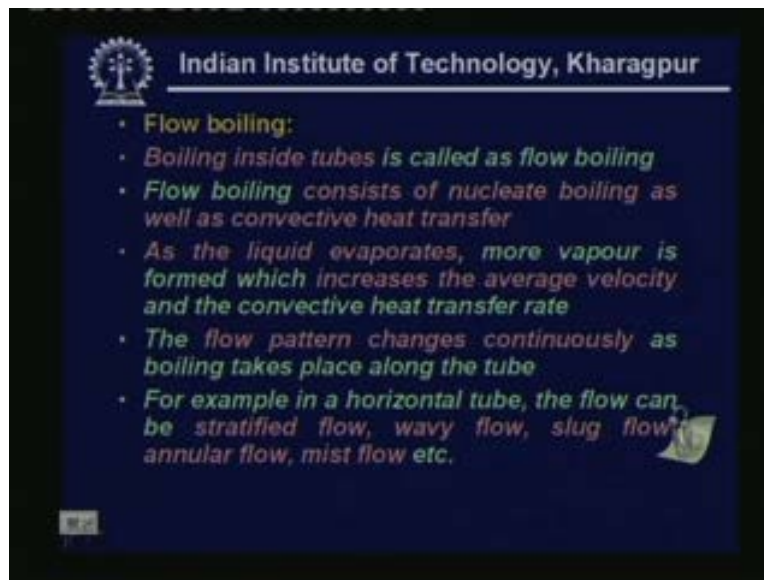 Indian Institute of Technology, Kharagpur
• Flow boiling:
• Boiling inside tubes is called as flow boiling
• Flow boiling consists of nucleate boiling as
well as convective heat transfer
• As the liquid evaporates, more vapour is
formed which increases the average velocity
and the convective heat transfer rate
• The flow pattern changes continuously as
boiling takes place along the tube
• For example in a horizontal tube, the flow can
be stratified flow, wavy flow, slug flow,
annular flow, mist flow etc.